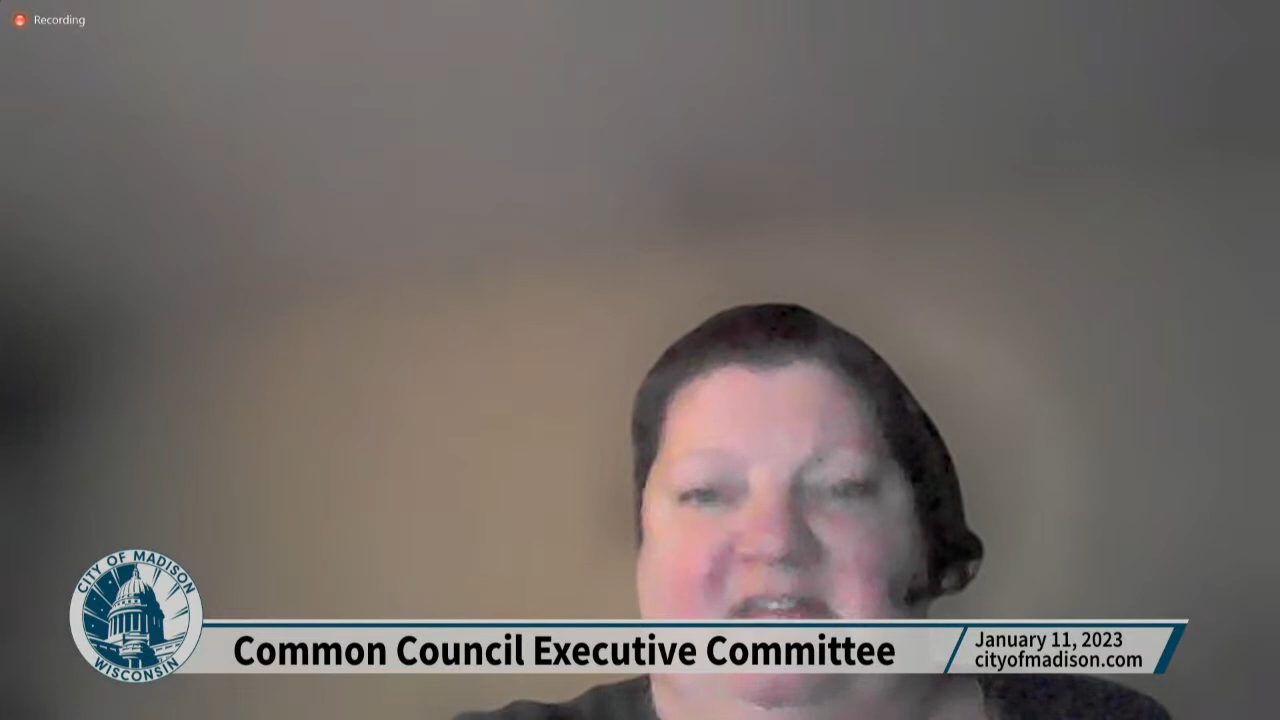 Recording
CITY OF MADISON
WISCONSIN
Common Council Executive Committee
January 11, 2023
cityofmadison.com